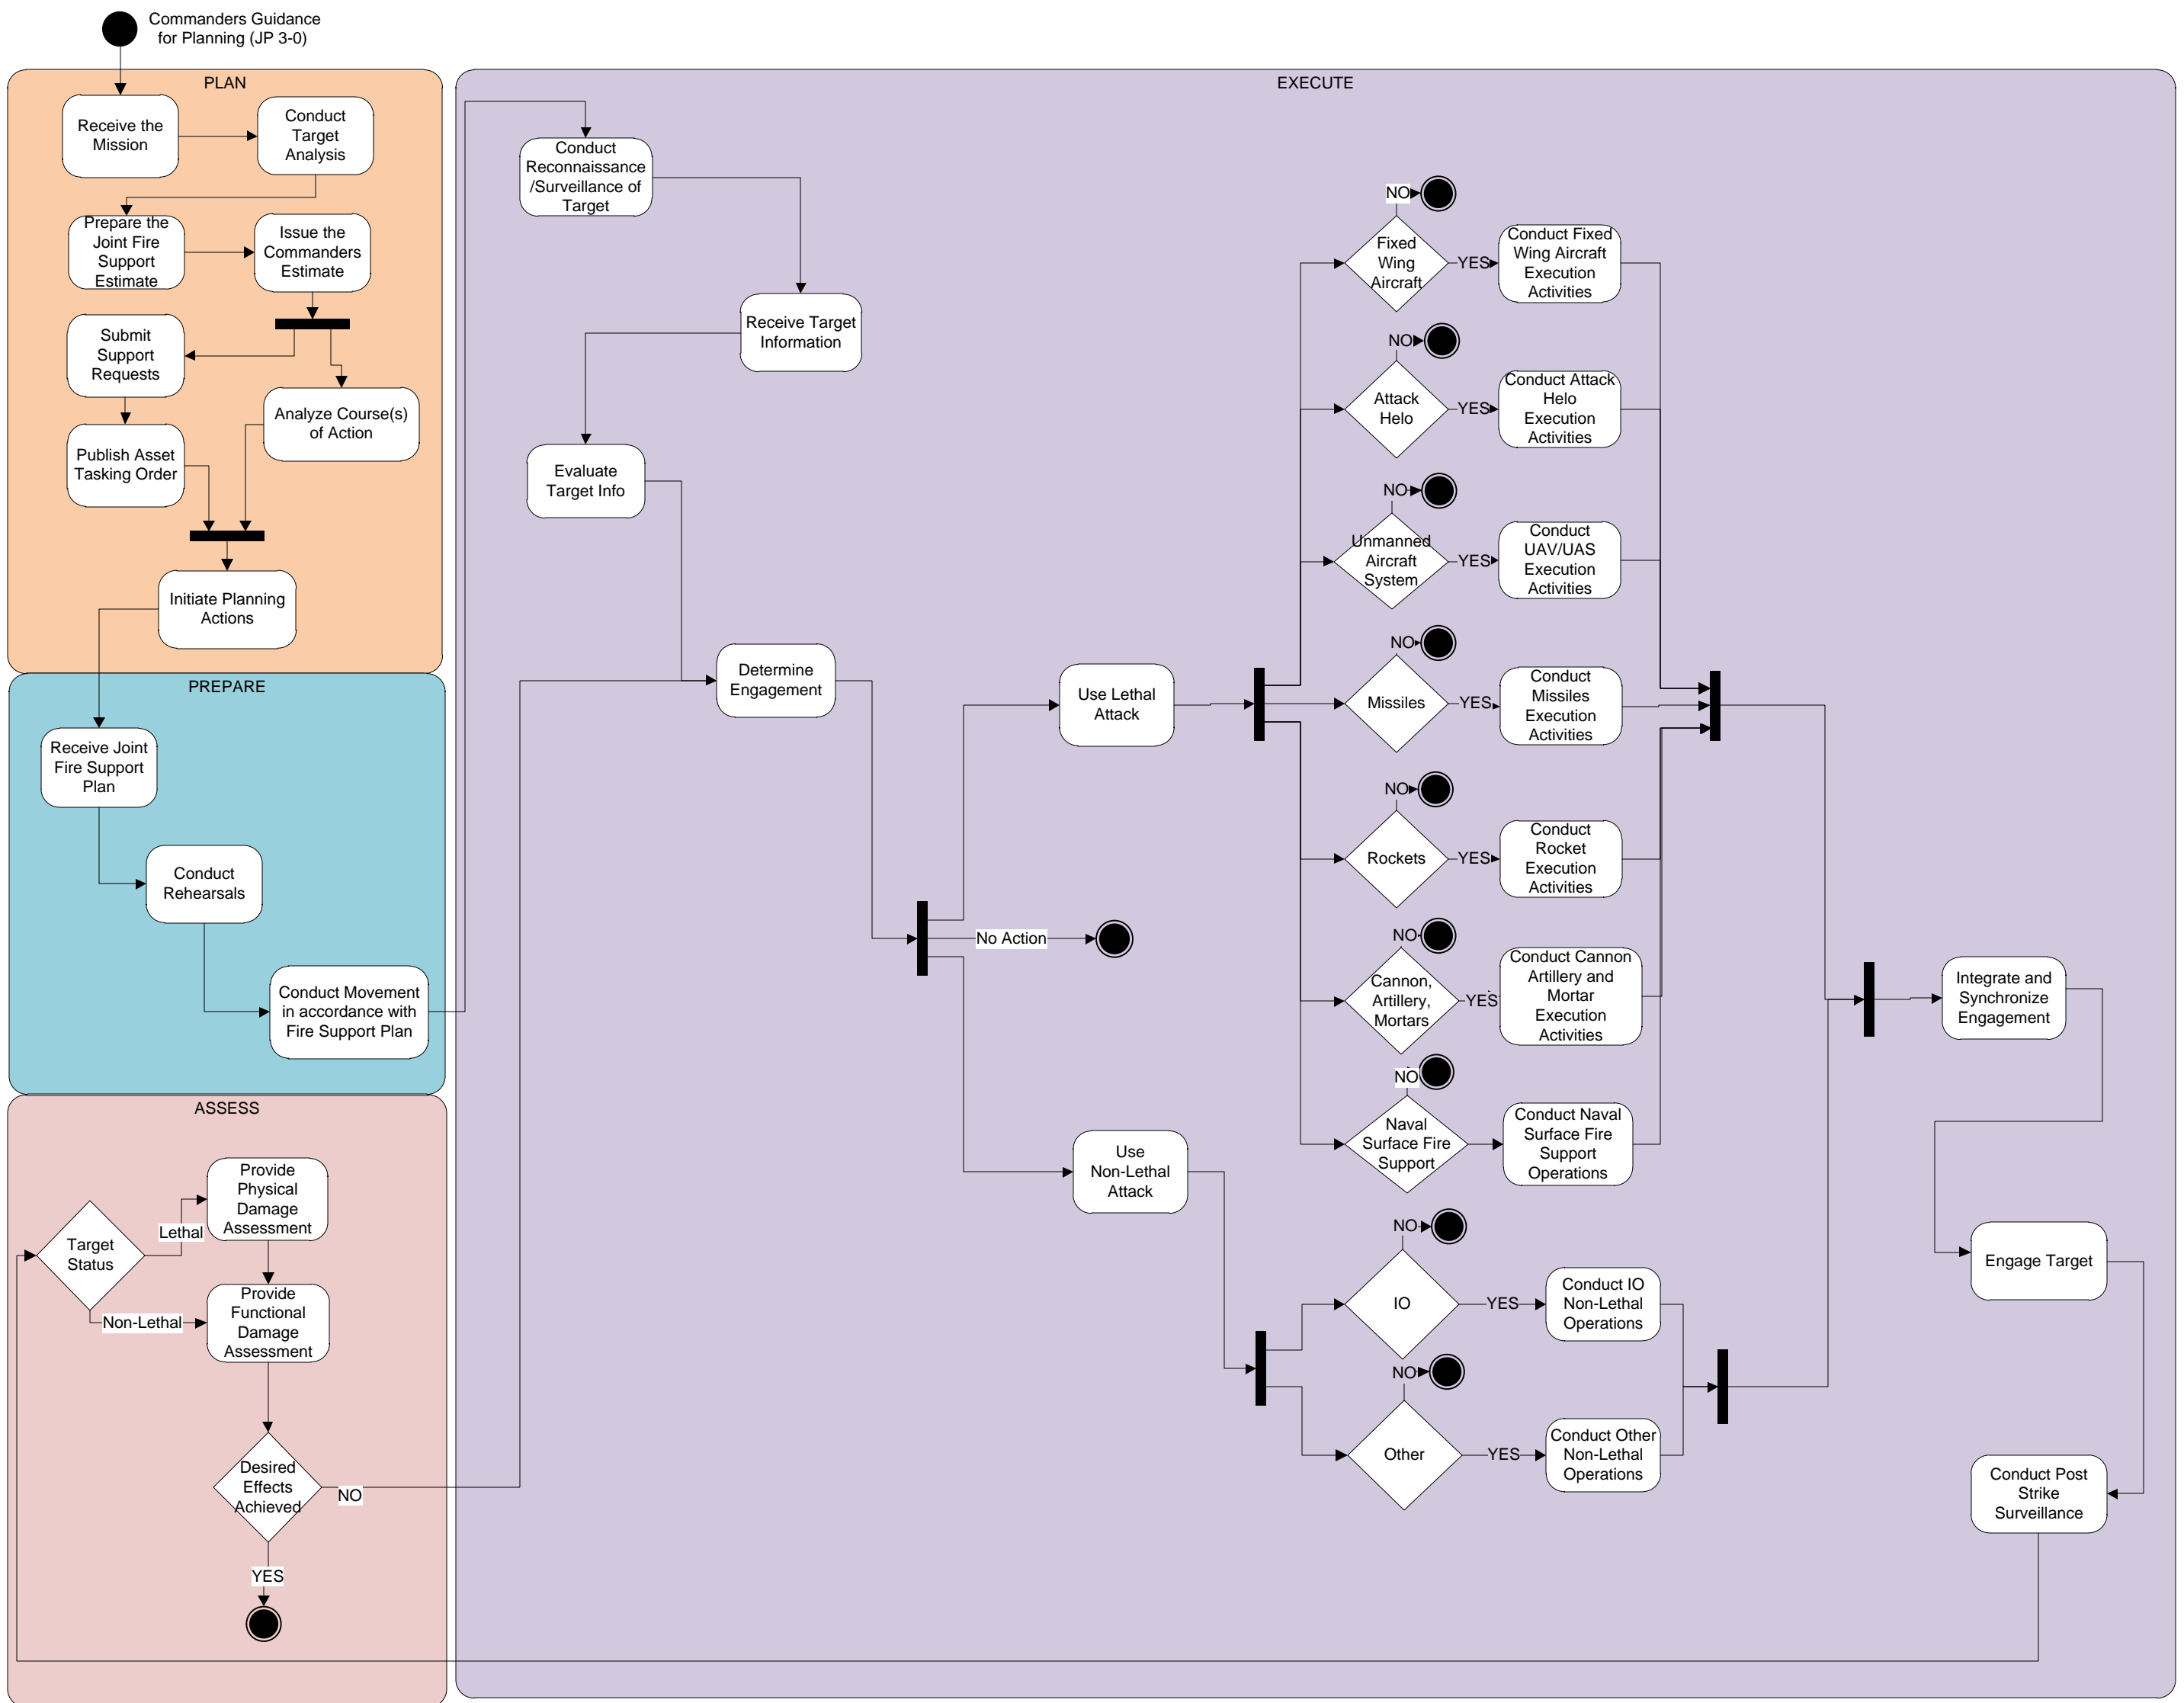 Commanders Guidance
for Planning (JP 3-0)
PLAN
Receive the
Mission
Conduct
Target
Analysis
Prepare the
Joint Fire
Support
Estimate
Issue the
Commanders
Estimate
Submit
Support
Requests
Analyze Course(s)
of Action
Publish Asset
Tasking Order
Initiate Planning
Actions
PREPARE
Receive Joint
Fire Support
Plan
Conduct
Rehearsals
Conduct Movement
in accordance with
Fire Support Plan
ASSESS
Provide
Physical
Damage
Assessment
Lethal
Target
Status
Non-Lethal
Provide
Functional
Damage
Assessment
Desired
Effects
Achieved
NO
YES
EXECUTE
Conduct
Reconnaissance
/Surveillance of
Target
Receive Target
Information
Evaluate
Target Info
Determine
Engagement
Use Lethal
Attack
No Action
Use
Non-Lethal
Attack
NO
Fixed
Wing
Aircraft
YES
Conduct Fixed
Wing Aircraft
Execution
Activities
NO
Attack
Helo
YES
Conduct Attack
Helo
Execution
Activities
NO
Unmanned
Aircraft
System
YES
Conduct
UAV/UAS
Execution
Activities
NO
Missiles
YES
Conduct
Missiles
Execution
Activities
NO
Rockets
YES
Conduct
Rocket
Execution
Activities
NO
Cannon,
Artillery,
Mortars
YES
Conduct Cannon
Artillery and
Mortar
Execution
Activities
NO
Naval
Surface Fire
Support
Conduct Naval
Surface Fire
Support
Operations
NO
IO
YES
Conduct IO
Non-Lethal
Operations
NO
Other
YES
Conduct Other
Non-Lethal
Operations
Integrate and
Synchronize
Engagement
Engage Target
Conduct Post
Strike
Surveillance